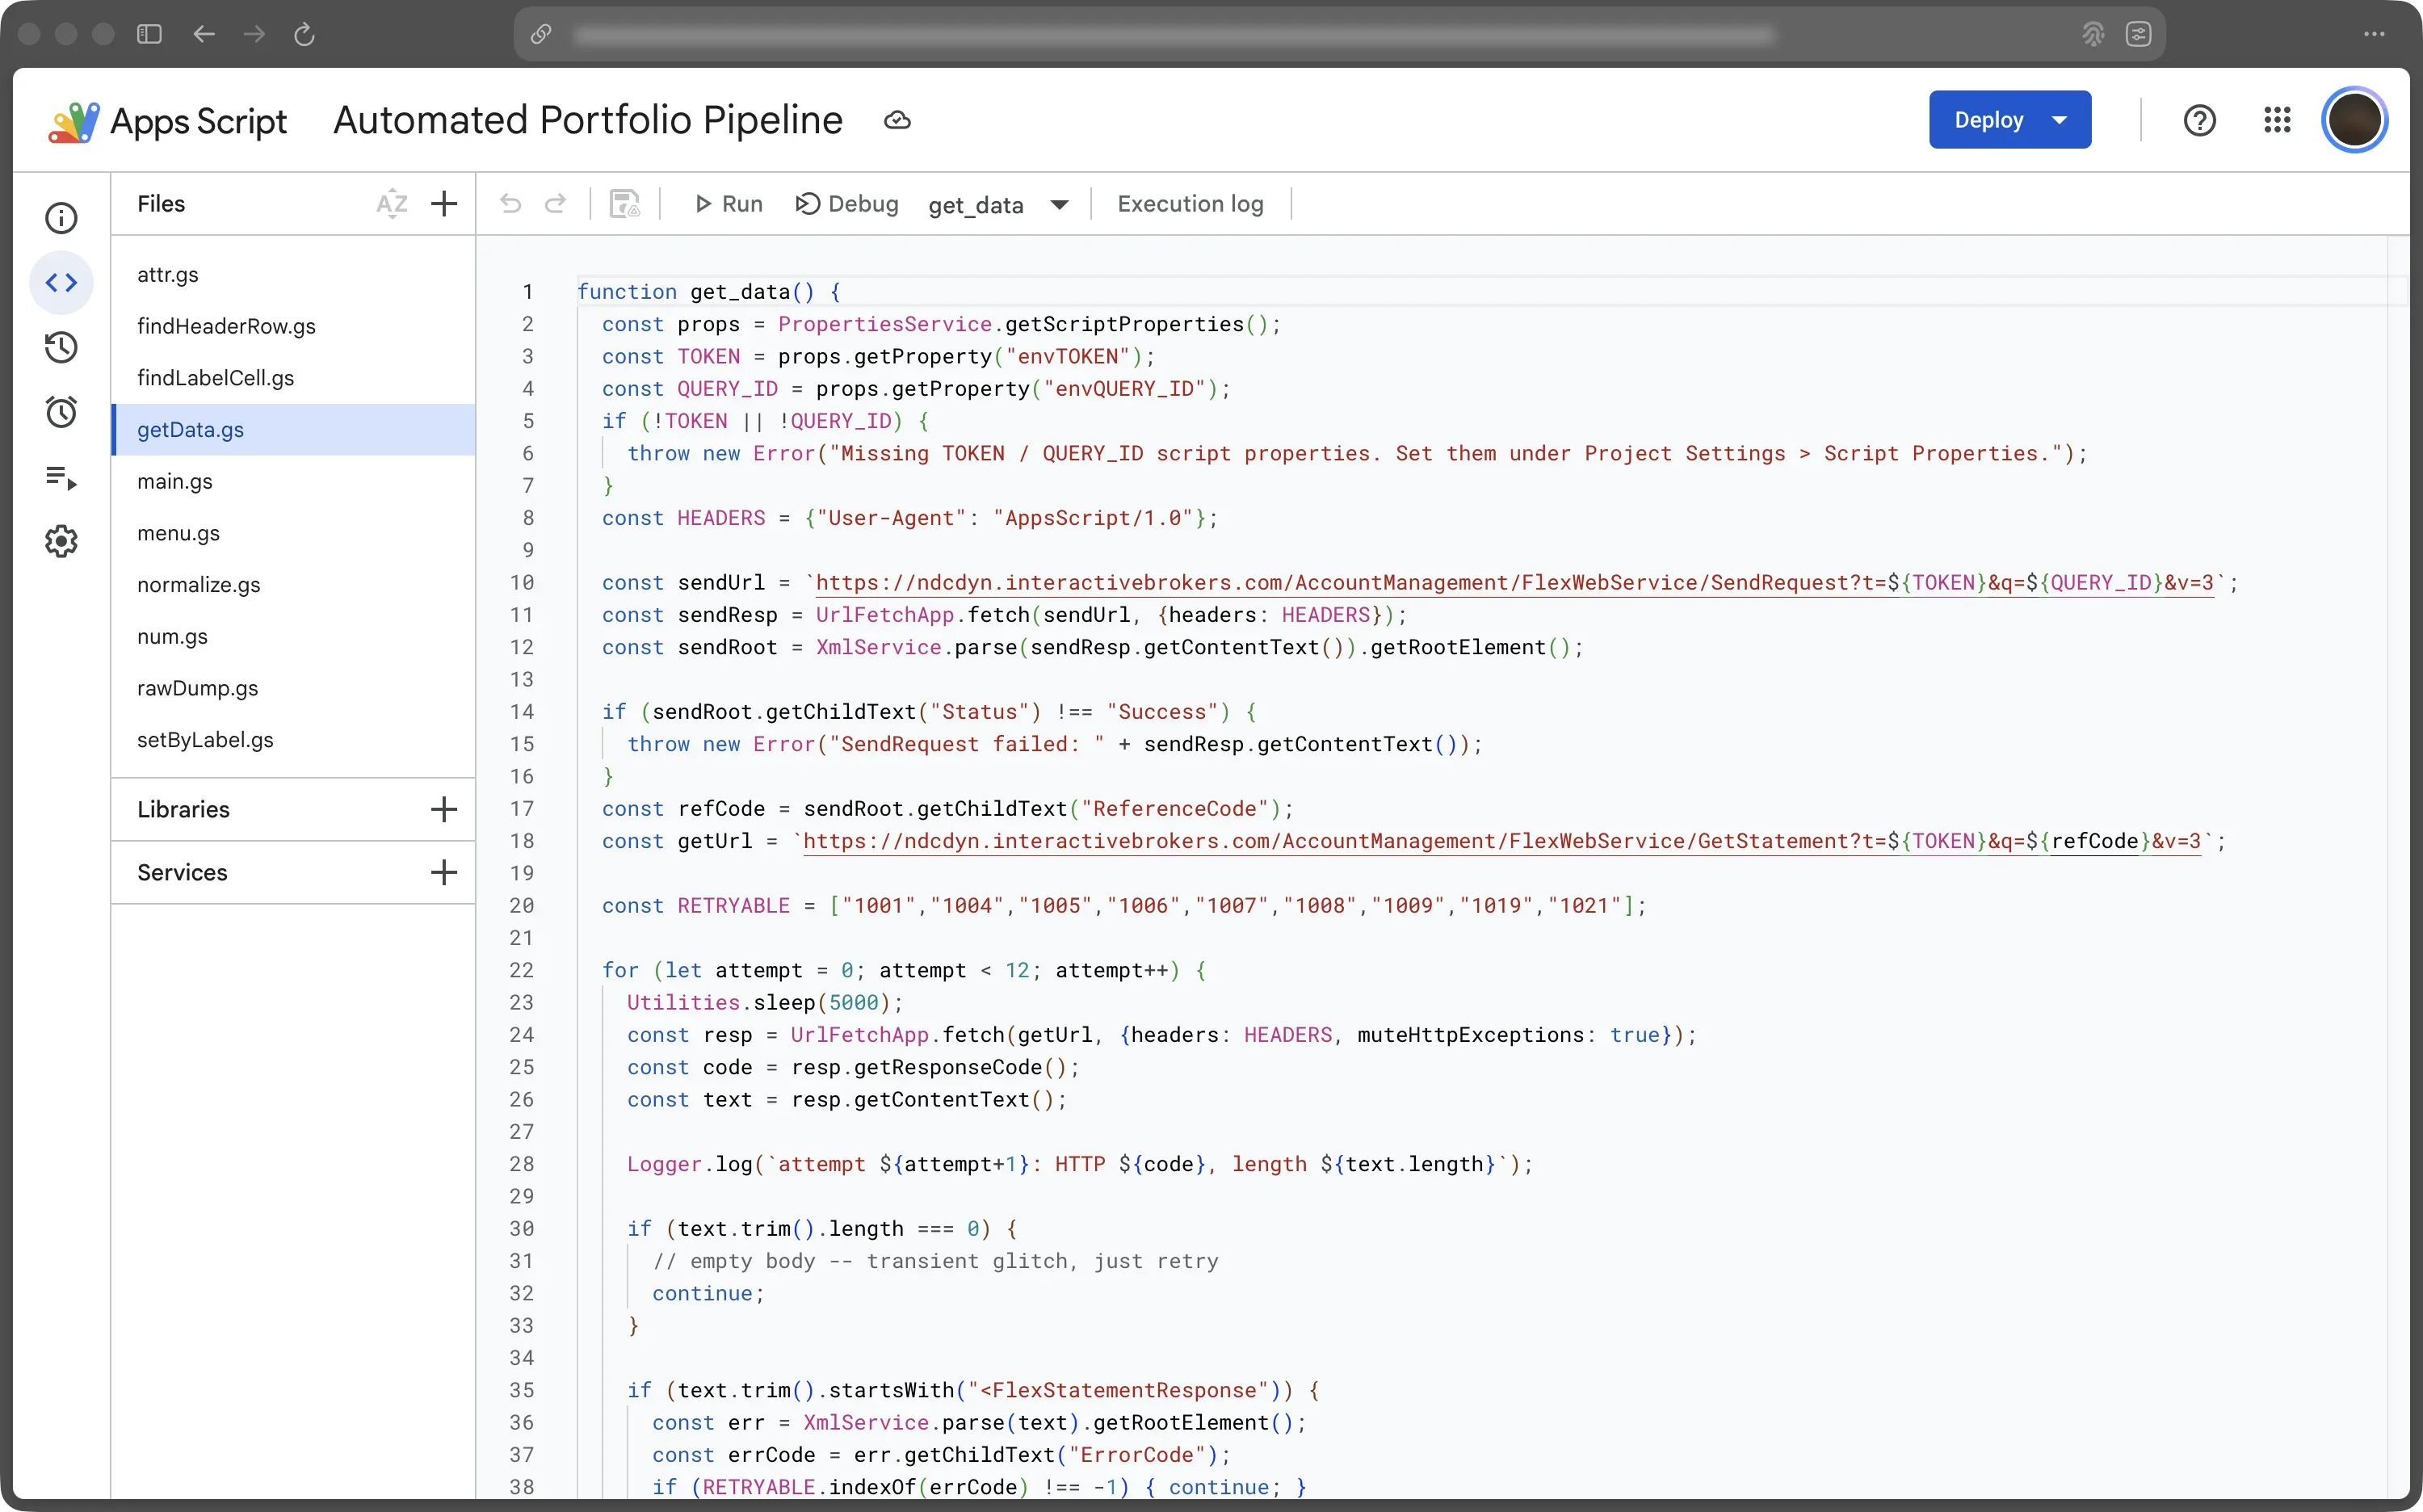 Apps Script
Automated Portfolio Pipeline
Deploy
Files
AZ
Run
Debug
get_data
Execution log
attr.gs
findHeaderRow.gs
findLabelCell.gs
getData.gs
main.gs
menu.gs
normalize.gs
num.gs
rawDump.gs
setByLabel.gs
Libraries
Services
1 function get_data() {
2 const props = PropertiesService.getScriptProperties();
3 const TOKEN = props.getProperty("envTOKEN");
4 const QUERY_ID = props.getProperty("envQUERY_ID");
5 if (!TOKEN || !QUERY_ID) {
6 throw new Error("Missing TOKEN / QUERY_ID script properties. Set them under Project Settings > Script Properties.");
7 }
8 const HEADERS = {"User-Agent": "AppsScript/1.0"};
9
10 const sendUrl = `https://ndcdyn.interactivebrokers.com/AccountManagement/FlexWebService/SendRequest?t=${TOKEN}&q=${QUERY_ID}&v=3`;
11 const sendResp = UrlFetchApp.fetch(sendUrl, {headers: HEADERS});
12 const sendRoot = XmlService.parse(sendResp.getContentText()).getRootElement();
13
14 if (sendRoot.getChildText("Status") !== "Success") {
15 throw new Error("SendRequest failed: " + sendResp.getContentText());
16 }
17 const refCode = sendRoot.getChildText("ReferenceCode");
18 const getUrl = `https://ndcdyn.interactivebrokers.com/AccountManagement/FlexWebService/GetStatement?t=${TOKEN}&q=${refCode}&v=3`;
19
20 const RETRYABLE = ["1001","1004","1005","1006","1007","1008","1009","1019","1021"];
21
22 for (let attempt = 0; attempt < 12; attempt++) {
23 Utilities.sleep(5000);
24 const resp = UrlFetchApp.fetch(getUrl, {headers: HEADERS, muteHttpExceptions: true});
25 const code = resp.getResponseCode();
26 const text = resp.getContentText();
27
28 Logger.log(`attempt ${attempt+1}: HTTP ${code}, length ${text.length}`);
29
30 if (text.trim().length === 0) {
31 // empty body -- transient glitch, just retry
32 continue;
33 }
34
35 if (text.trim().startsWith("<FlexStatementResponse")) {
36 const err = XmlService.parse(text).getRootElement();
37 const errCode = err.getChildText("ErrorCode");
38 if (RETRYABLE.indexOf(errCode) !== -1) { continue; }